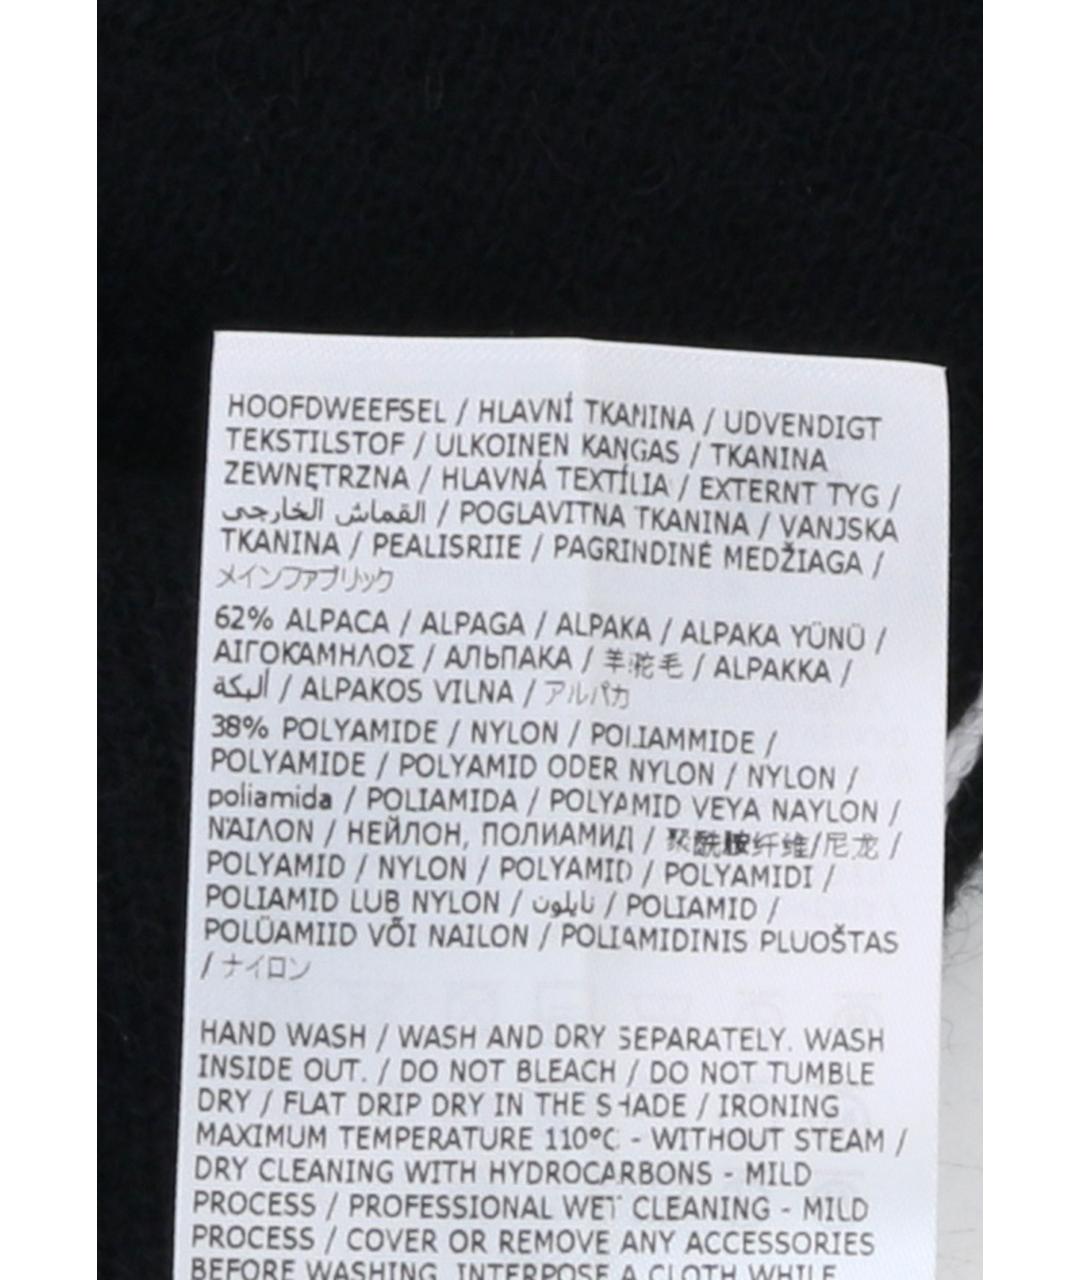 HOOFDWEEFSEL / HLAVNÍ TKANINA / UDVENDIGT
TEKSTILSTOF / ULKOINEN KANGAS / TKANINA
ZEWNĘTRZNA / HLAVNÁ TEXTÍLIA / EXTERNT TYG /
القماش الخارجي / POGLAVITNA TKANINA / VANJSKA
TKANINA / PEALISRIIE / PAGRINDINĖ MEDŽIAGA /
メインファブリック
62% ALPACA / ALPAGA / ALPAKA / ALPAKA YÜNÜ /
ΑΙΓΟΚΑΜΗΛΟΣ / АЛЬПАКА / 羊驼毛 / ALPAKKA /
ألبكة / ALPAKOS VILNA / アルパカ
38% POLYAMIDE / NYLON / POLIAMMIDE /
POLYAMIDE / POLYAMID ODER NYLON / NYLON /
poliamida / POLIAMIDA / POLYAMID VEYA NAYLON /
ΝΑΪΛΟΝ / НЕЙЛОН, ПОЛИАМИД / 聚酰胺纤维/尼龙 /
POLYAMID / NYLON / POLYAMID / POLYAMIDI /
POLIAMID LUB NYLON / نايلون / POLIAMID /
POLÜAMIID VÕI NAILON / POLIAMIDINIS PLUOŠTAS
/ ナイロン
HAND WASH / WASH AND DRY SEPARATELY. WASH
INSIDE OUT. / DO NOT BLEACH / DO NOT TUMBLE
DRY / FLAT DRIP DRY IN THE SHADE / IRONING
MAXIMUM TEMPERATURE 110°C - WITHOUT STEAM /
DRY CLEANING WITH HYDROCARBONS - MILD
PROCESS / PROFESSIONAL WET CLEANING - MILD
PROCESS / COVER OR REMOVE ANY ACCESSORIES
BEFORE WASHING. INTERPOSE A CLOTH WHILE